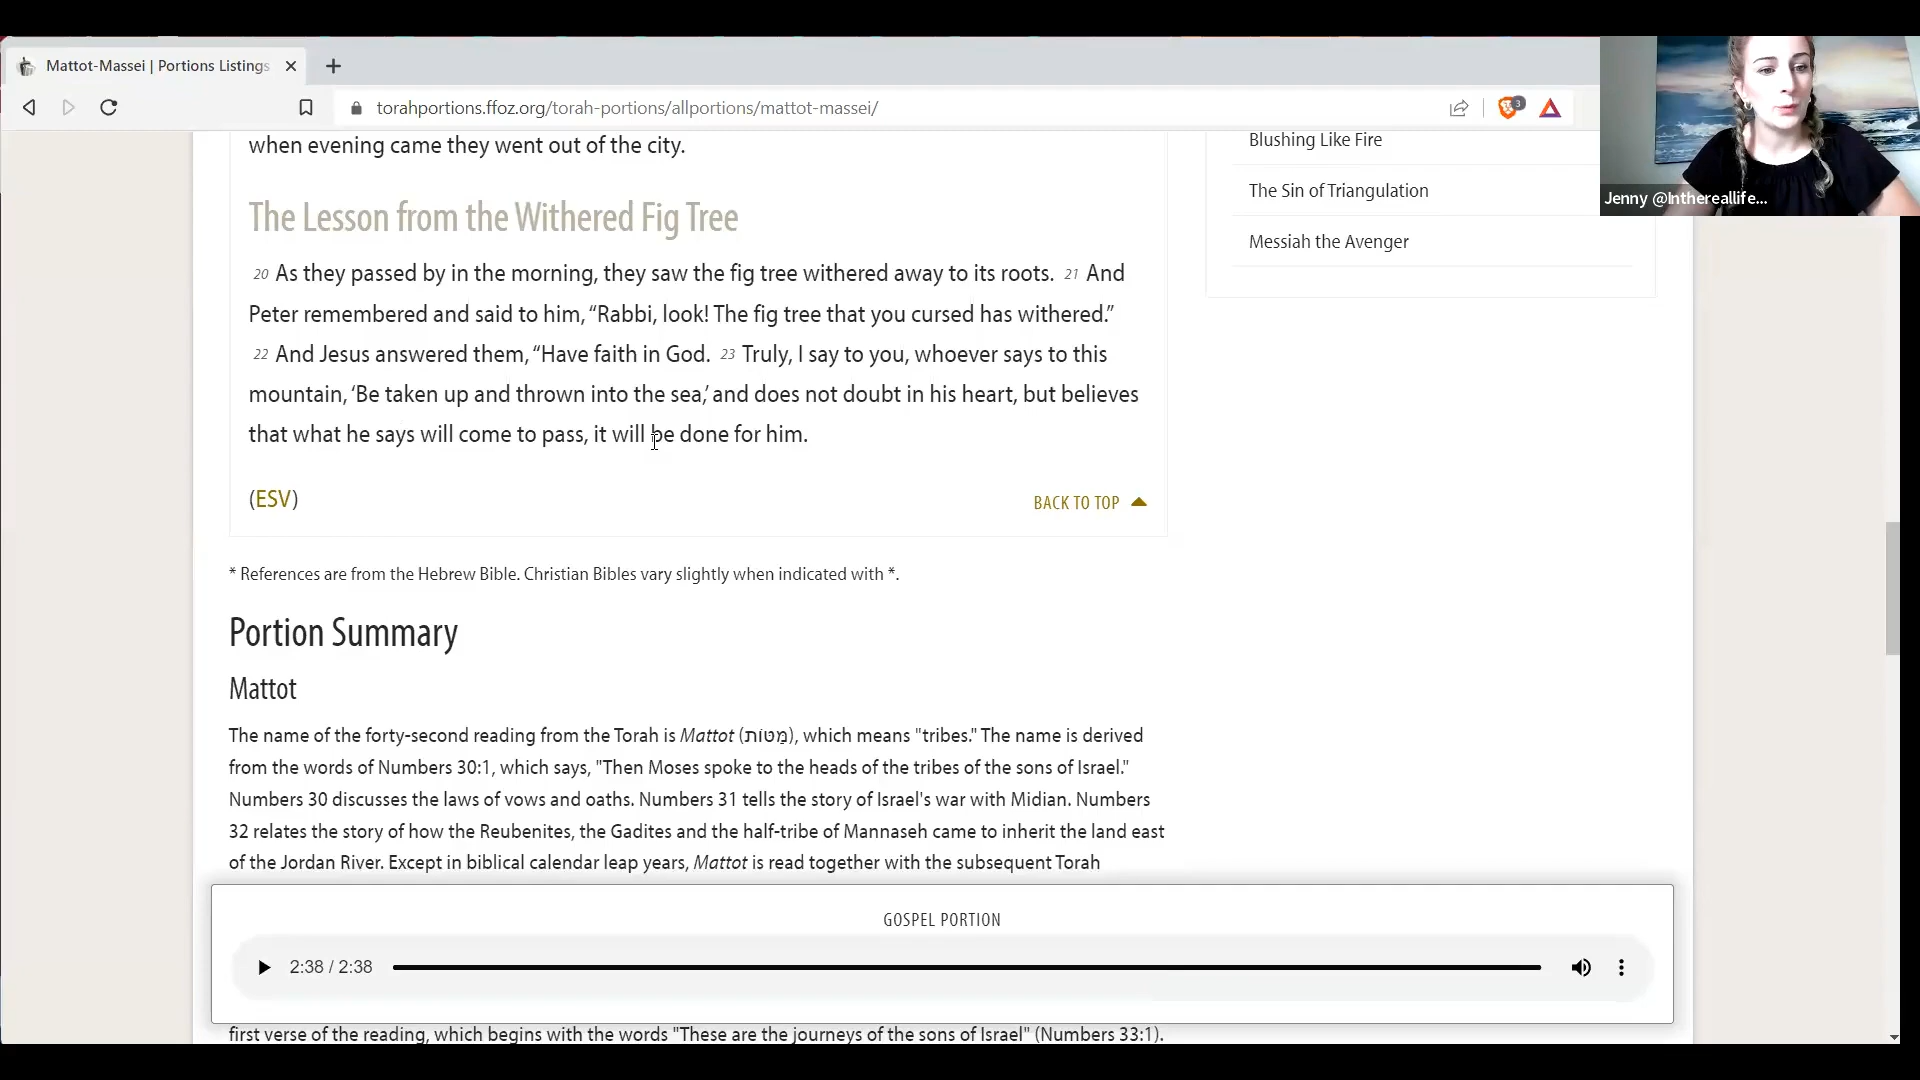 Mattot-Massei | Portions Listings
torahportions.ffoz.org/torah-portions/allportions/mattot-massei/
3
Jenny @Inthereallife...
when evening came they went out of the city.
The Lesson from the Withered Fig Tree
20 As they passed by in the morning, they saw the fig tree withered away to its roots. 21 And
Peter remembered and said to him, “Rabbi, look! The fig tree that you cursed has withered.”
22 And Jesus answered them, “Have faith in God. 23 Truly, I say to you, whoever says to this
mountain, ‘Be taken up and thrown into the sea,’ and does not doubt in his heart, but believes
that what he says will come to pass, it will be done for him.
(ESV)
BACK TO TOP
Blushing Like Fire
The Sin of Triangulation
Messiah the Avenger
* References are from the Hebrew Bible. Christian Bibles vary slightly when indicated with *.
Portion Summary
Mattot
The name of the forty-second reading from the Torah is Mattot (מַטּוֹת), which means "tribes." The name is derived
from the words of Numbers 30:1, which says, "Then Moses spoke to the heads of the tribes of the sons of Israel."
Numbers 30 discusses the laws of vows and oaths. Numbers 31 tells the story of Israel's war with Midian. Numbers
32 relates the story of how the Reubenites, the Gadites and the half-tribe of Mannaseh came to inherit the land east
of the Jordan River. Except in biblical calendar leap years, Mattot is read together with the subsequent Torah
GOSPEL PORTION
2:38 / 2:38
first verse of the reading, which begins with the words "These are the journeys of the sons of Israel" (Numbers 33:1).